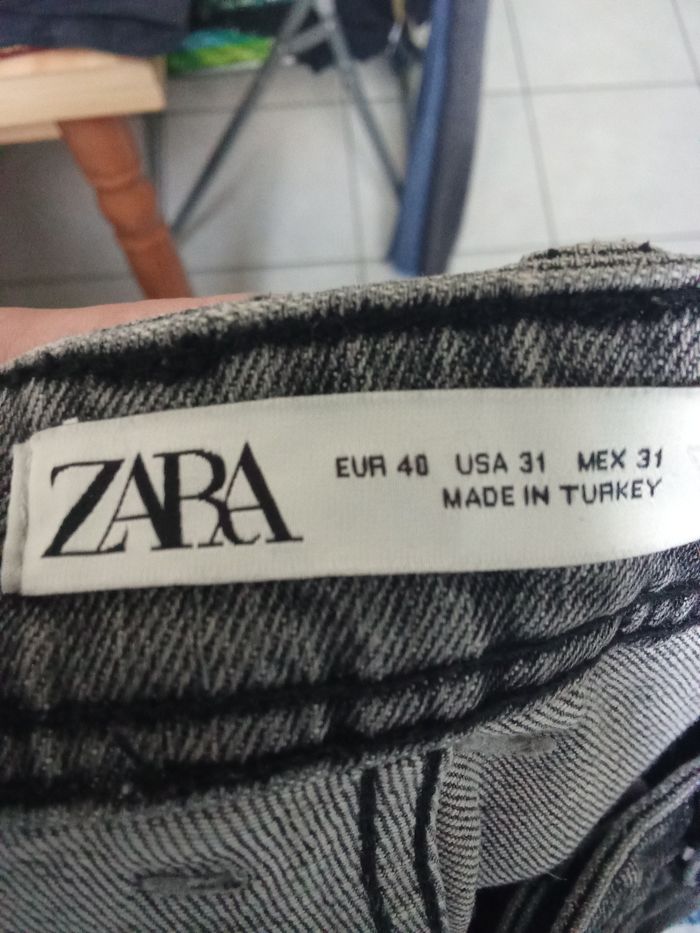 ZARA
EUR 40 USA 31 MEX 31
MADE IN TURKEY